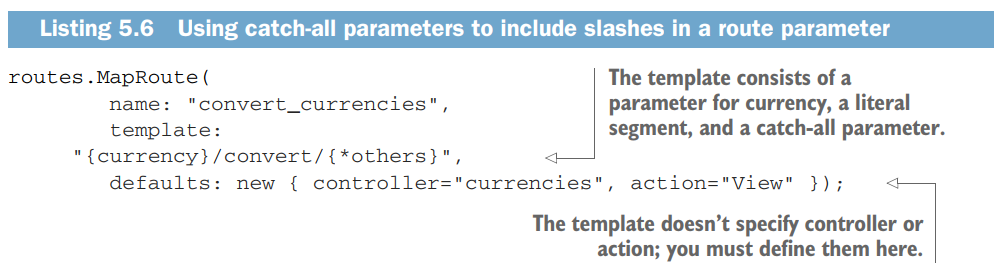 Listing 5.6 Using catch-all parameters to include slashes in a route parameter
routes.MapRoute(
name: "convert_currencies",
template:
"{currency}/convert/{*others}",
defaults: new { controller="currencies", action="View" });
The template consists of a
parameter for currency, a literal
segment, and a catch-all parameter.
The template doesn’t specify controller or
action; you must define them here.